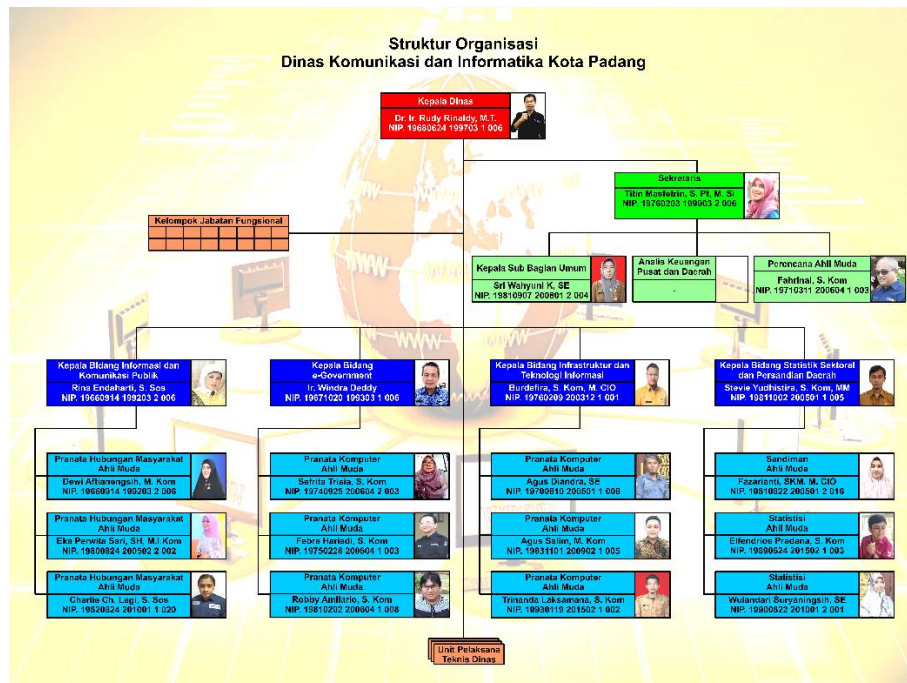 Struktur Organisasi
Dinas Komunikasi dan Informatika Kota Padang
Kepala Dinas
Dr. Ir. Rudy Rinaldy, M.T.
NIP. 19680624 199703 1 006
Sekretaris
Titin Masfetrin, S. Pt, M. Si
NIP. 19760203 199903 2 006
Kelompok Jabatan Fungsional
Kepala Sub Bagian Umum
Sri Wahyuni K, SE
NIP. 19810907 200801 2 004
Analis Keuangan
Pusat dan Daerah
-
Perencana Ahli Muda
Fahrinal, S. Kom
NIP. 19710311 200604 1 003
Kepala Bidang Informasi dan
Komunikasi Publik
Rina Endaharti, S. Sos
NIP. 19660914 199203 2 006
Kepala Bidang
e-Government
Ir. Windra Deddy
NIP. 19671020 199303 1 006
Kepala Bidang Infrastruktur dan
Teknologi Informasi
Burdefira, S. Kom, M. CIO
NIP. 19760209 200312 1 001
Kepala Bidang Statistik Sektoral
dan Persandian Daerah
Stevie Yudhistira, S. Kom, MM
NIP. 19811002 200501 1 005
Pranata Hubungan Masyarakat
Ahli Muda
Dewi Aftianengsih, M. Kom
NIP. 19660914 199203 2 006
Pranata Komputer
Ahli Muda
Sefrita Trisia, S. Kom
NIP. 19740925 200604 2 003
Pranata Komputer
Ahli Muda
Agus Diandra, SE
NIP. 19700810 200501 1 008
Sandiman
Ahli Muda
Fazarianti, SKM. M. CIO
NIP. 19810822 200501 2 016
Pranata Hubungan Masyarakat
Ahli Muda
Eka Perwita Sari, SH, M.I.Kom
NIP. 19800824 200502 2 002
Pranata Komputer
Ahli Muda
Febre Hariadi, S. Kom
NIP. 19750228 200604 1 003
Pranata Komputer
Ahli Muda
Agus Salim, M. Kom
NIP. 19831101 200902 1 005
Statistisi
Ahli Muda
Elfendrios Pradana, S. Kom
NIP. 19590624 201502 1 003
Pranata Hubungan Masyarakat
Ahli Muda
Charlie Ch. Legi, S. Sos
NIP. 19820324 201001 1 020
Pranata Komputer
Ahli Muda
Robby Amilario, S. Kom
NIP. 19810202 200604 1 008
Pranata Komputer
Ahli Muda
Trinanda Laksamana, S. Kom
NIP. 19930119 201502 1 002
Statistisi
Ahli Muda
Wulandari Suryaningsih, SE
NIP. 19900822 201001 2 001
Unit Pelaksana
Teknis Dinas